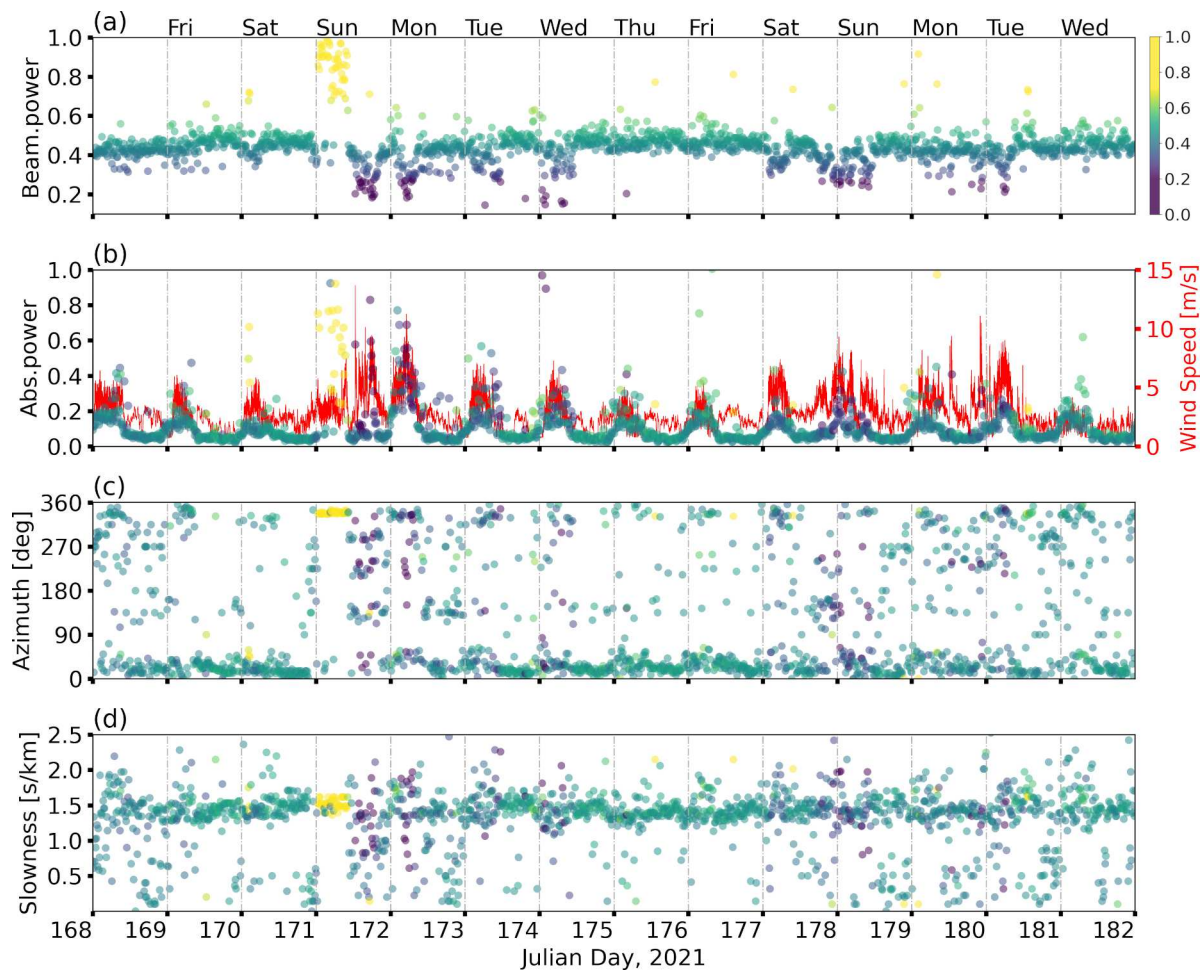 (a)
Fri Sat Sun Mon Tue Wed Thu Fri Sat Sun Mon Tue Wed
Beam.power
1.0
0.8
0.6
0.4
0.2
1.0
0.8
0.6
0.4
0.2
0.0
(b)
Abs.power
1.0
0.8
0.6
0.4
0.2
0.0
15
10
5
0
Wind Speed [m/s]
(c)
Azimuth [deg]
360
270
180
90
0
(d)
Slowness [s/km]
2.5
2.0
1.5
1.0
0.5
168 169 170 171 172 173 174 175 176 177 178 179 180 181 182
Julian Day, 2021